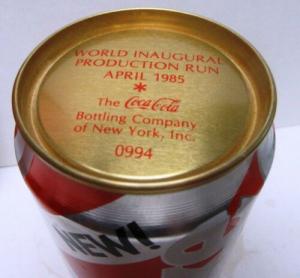 WORLD INAUGURAL
PRODUCTION RUN
APRIL 1985
*
The Coca-Cola
Bottling Company
of New York, Inc.
0994
NEW!